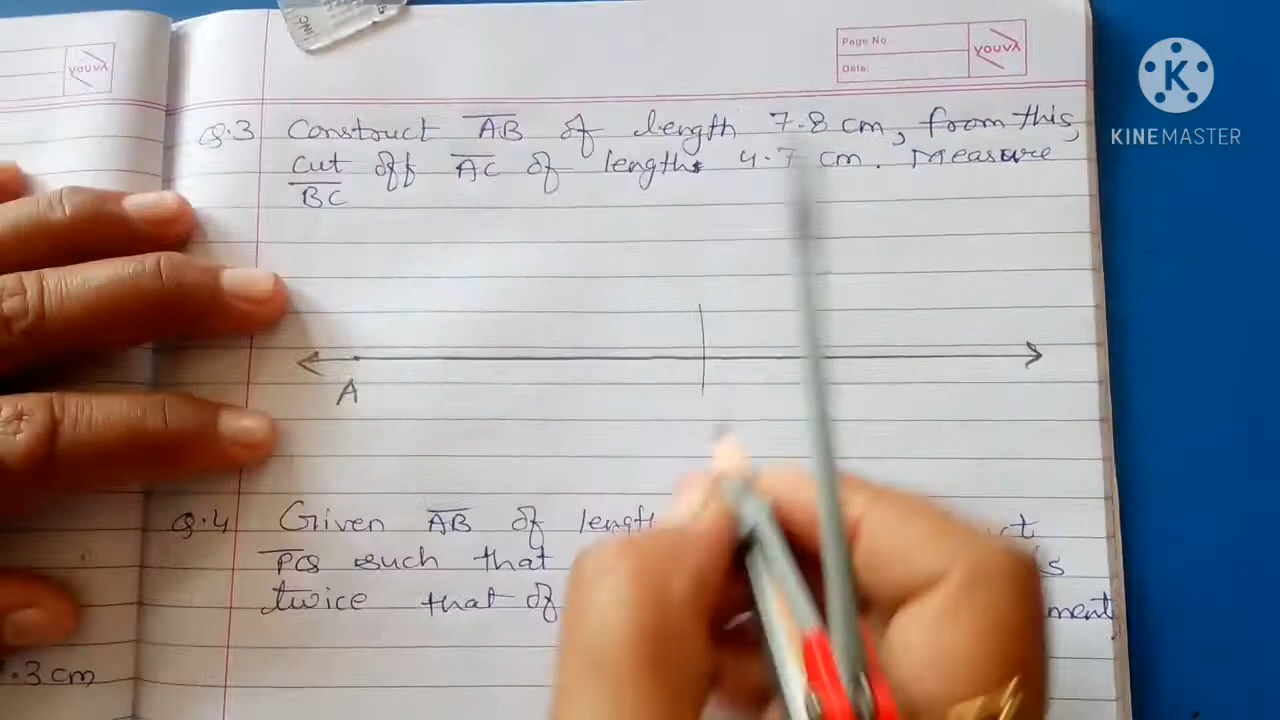 Page No.
Date:
youvA
youvA
K
KINEMASTER
Q.3 Construct AB of length 7.8 cm, from this,
cut off AC of length 4.7 cm. Measure
BC
A
Q.4 Given AB of length
PQ such that
twice that of
ment
.3 cm